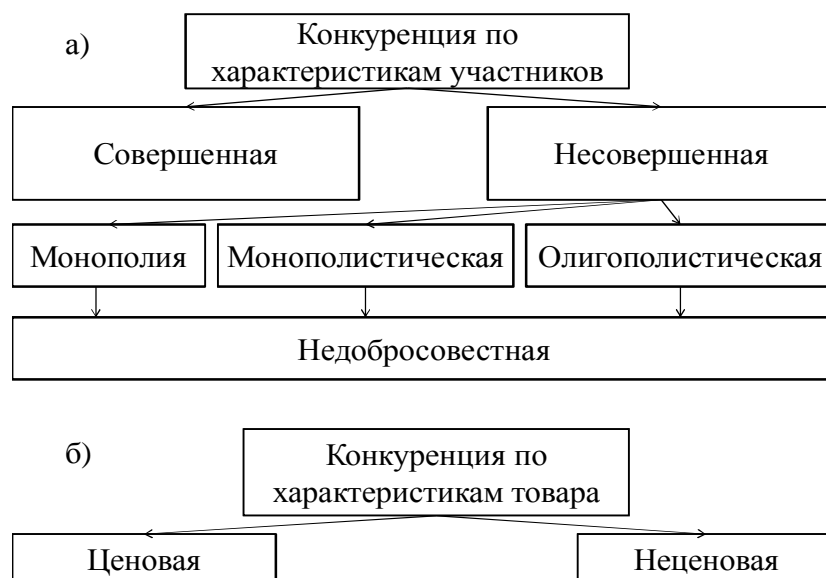 а)
Конкуренция по
характеристикам участников
Совершенная
Несовершенная
Монополия
Монополистическая
Олигополистическая
Недобросовестная
б)
Конкуренция по
характеристикам товара
Ценовая
Неценовая